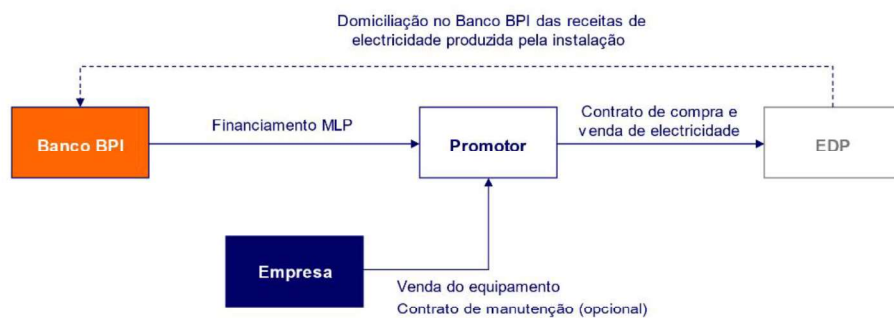 Domiciliação no Banco BPI das receitas de
electricidade produzida pela instalação
Banco BPI
Financiamento MLP
Promotor
Contrato de compra e
venda de electricidade
EDP
Empresa
Venda do equipamento
Contrato de manutenção (opcional)